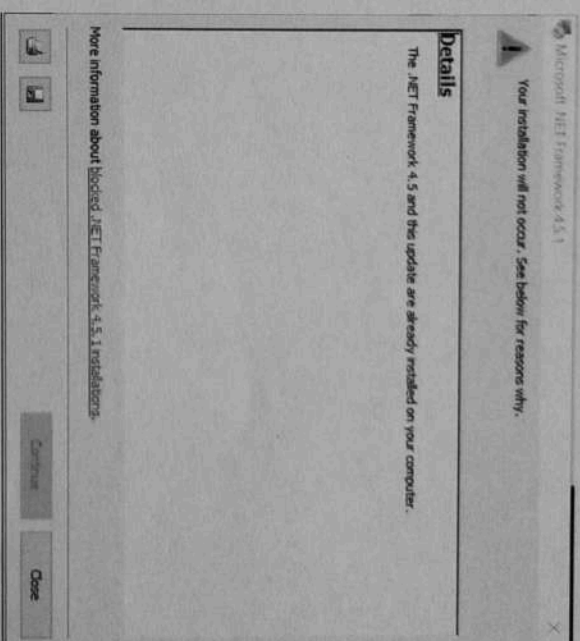 Microsoft .NET Framework 4.5.1
Your installation will not occur. See below for reasons why.
Details
The .NET Framework 4.5 and this update are already installed on your computer.
More information about blocked .NET Framework 4.5.1 installations.
Continue
Close